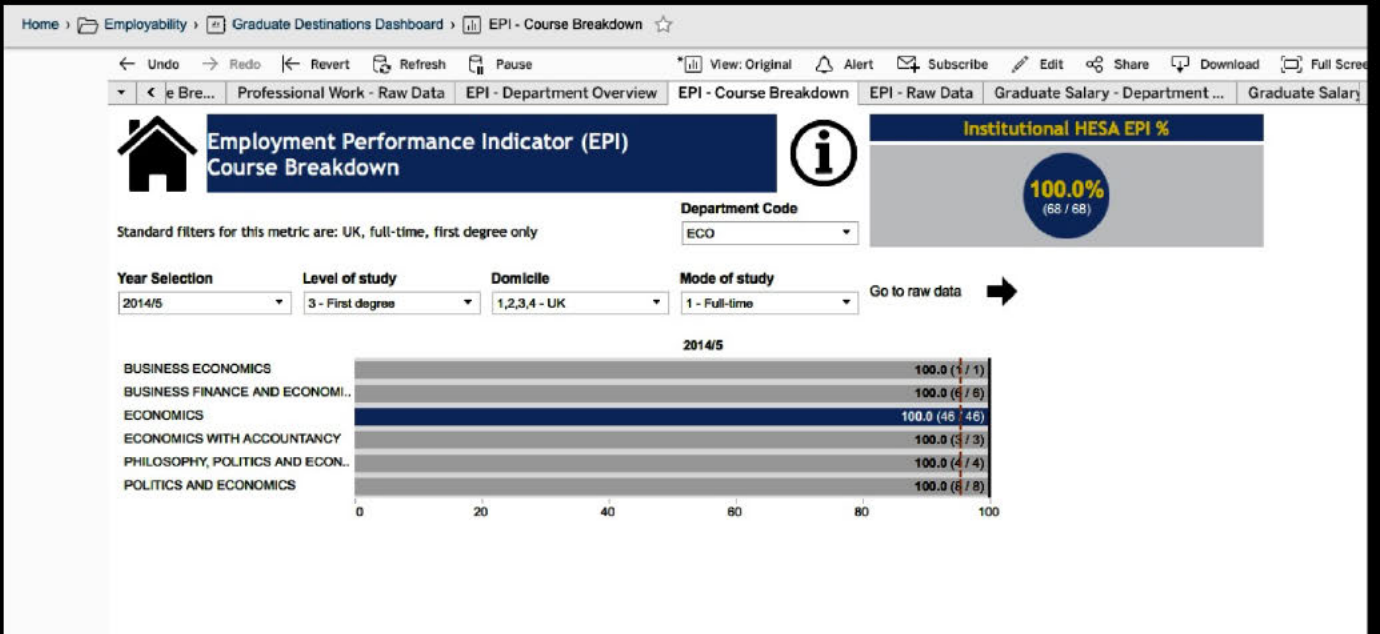 Home › Employability › Graduate Destinations Dashboard › EPI - Course Breakdown
← Undo → Redo Revert Refresh Pause View: Original Alert Subscribe Edit Share Download Full Scree
e Bre... Professional Work - Raw Data EPI - Department Overview EPI - Course Breakdown EPI - Raw Data Graduate Salary - Department ... Graduate Salary
Employment Performance Indicator (EPI)
Course Breakdown
Institutional HESA EPI %
100.0%
(68 / 68)
Department Code
Standard filters for this metric are: UK, full-time, first degree only
ECO
Year Selection Level of study Domicile Mode of study
2014/5 3 - First degree 1,2,3,4 - UK 1 - Full-time
Go to raw data
2014/5
BUSINESS ECONOMICS 100.0 (1 / 1)
BUSINESS FINANCE AND ECONOMI.. 100.0 (6 / 6)
ECONOMICS 100.0 (46 / 46)
ECONOMICS WITH ACCOUNTANCY 100.0 (3 / 3)
PHILOSOPHY, POLITICS AND ECON.. 100.0 (4 / 4)
POLITICS AND ECONOMICS 100.0 (8 / 8)
0 20 40 60 80 100